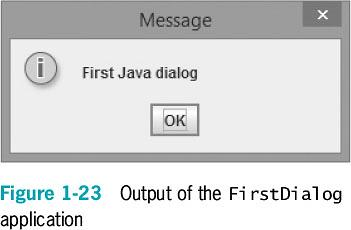 Message
×
i
First Java dialog
OK
Figure 1-23 Output of the FirstDialog
application